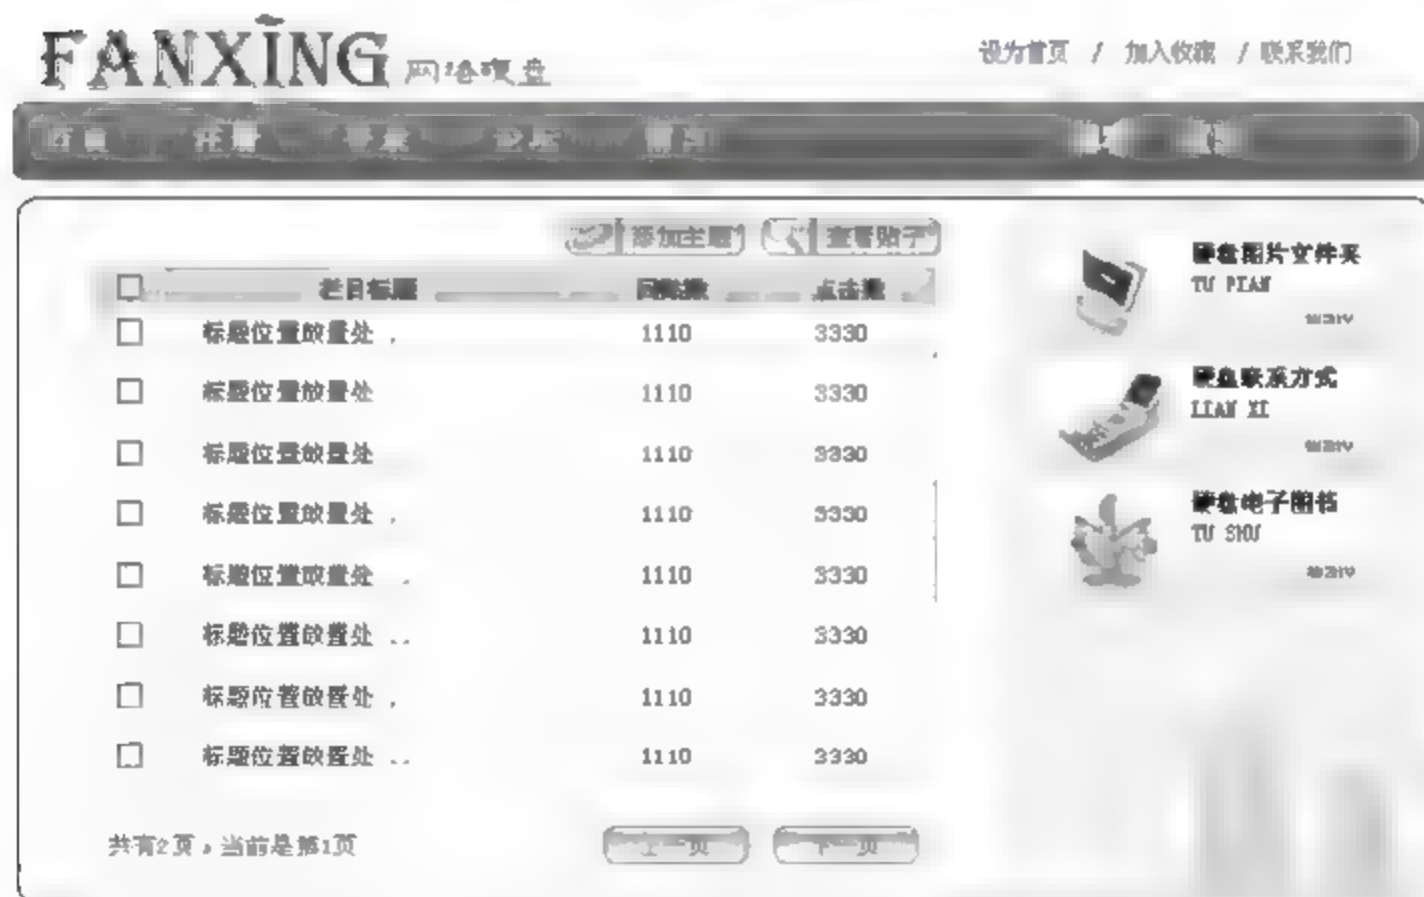 FANXING 网络硬盘
设为首页 / 加入收藏 / 联系我们
添加主题 查看贴子
栏目标题 回复数 点击数
标题位置放置处 . 1110 3330
标题位置放置处 1110 3330
标题位置放置处 1110 3330
标题位置放置处 . 1110 3330
标题位置放置处 . 1110 3330
标题位置放置处 .. 1110 3330
标题位置放置处 . 1110 3330
标题位置放置处 .. 1110 3330
共有2页，当前是第1页
上一页 下一页
硬盘图片文件夹
TU PIAN
硬盘联系方式
LIAN XI
硬盘电子图书
TU SHU